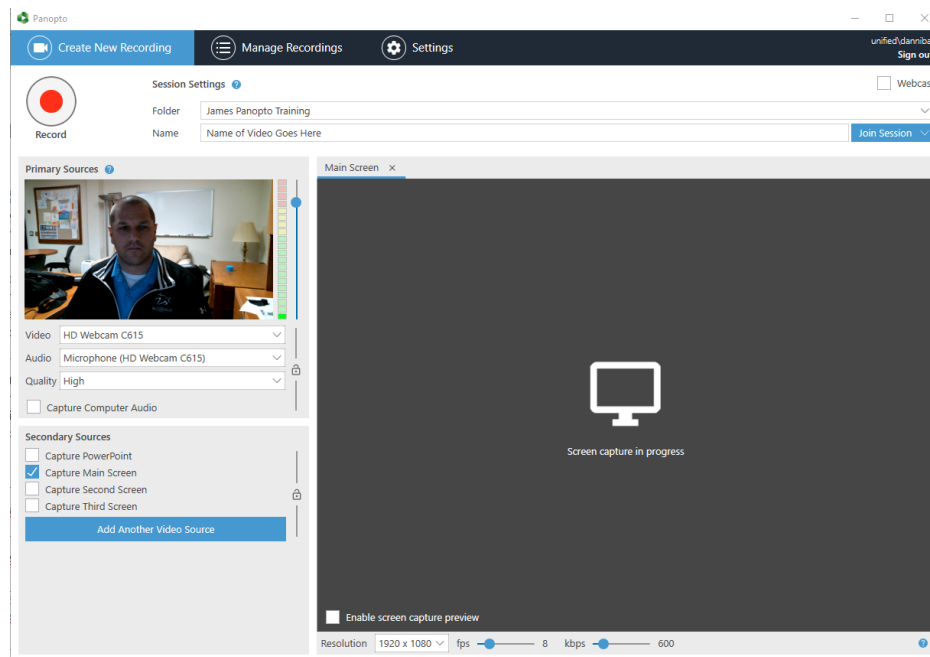 Panopto
Create New Recording
Manage Recordings
Settings
unified\danniba
Sign ou
Session Settings
Webcas
Folder
James Panopto Training
Record
Name
Name of Video Goes Here
Join Session
Primary Sources
Main Screen
Video
HD Webcam C615
Audio
Microphone (HD Webcam C615)
Quality
High
Capture Computer Audio
Secondary Sources
Capture PowerPoint
Capture Main Screen
Capture Second Screen
Capture Third Screen
Add Another Video Source
Screen capture in progress
Enable screen capture preview
Resolution 1920 x 1080 fps 8 kbps 600